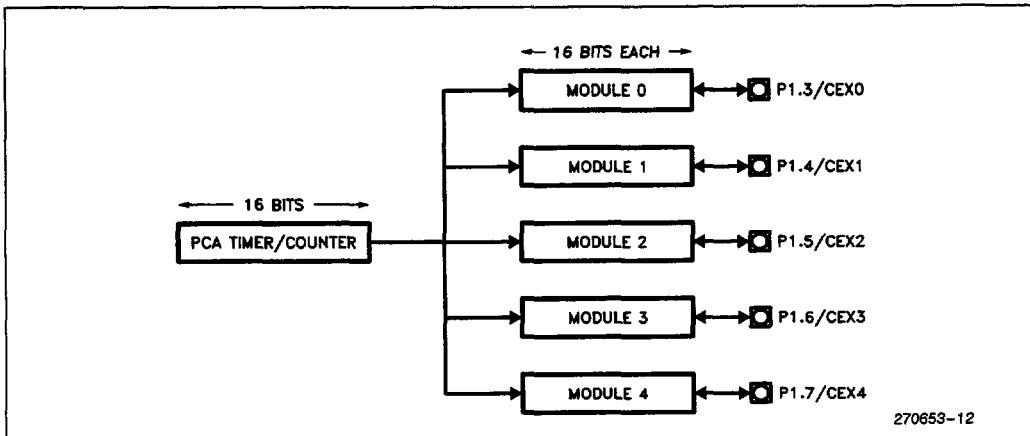 16 BITS EACH
MODULE 0
P1.3/CEX0
MODULE 1
P1.4/CEX1
16 BITS
PCA TIMER/COUNTER
MODULE 2
P1.5/CEX2
MODULE 3
P1.6/CEX3
MODULE 4
P1.7/CEX4
270653-12